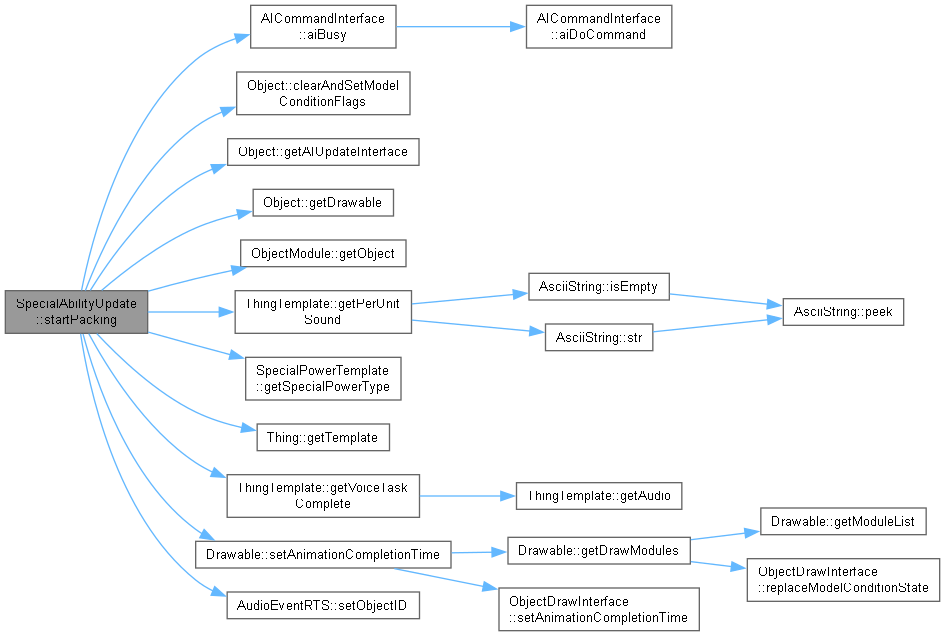 AICommandInterface
::aiBusy
AICommandInterface
::aiDoCommand
Object::clearAndSetModel
ConditionFlags
Object::getAIUpdateInterface
Object::getDrawable
ObjectModule::getObject
SpecialAbilityUpdate
::startPacking
ThingTemplate::getPerUnit
Sound
AsciiString::isEmpty
AsciiString::peek
AsciiString::str
SpecialPowerTemplate
::getSpecialPowerType
Thing::getTemplate
ThingTemplate::getVoiceTask
Complete
ThingTemplate::getAudio
Drawable::setAnimationCompletionTime
Drawable::getDrawModules
Drawable::getModuleList
ObjectDrawInterface
::replaceModelConditionState
ObjectDrawInterface
::setAnimationCompletionTime
AudioEventRTS::setObjectID